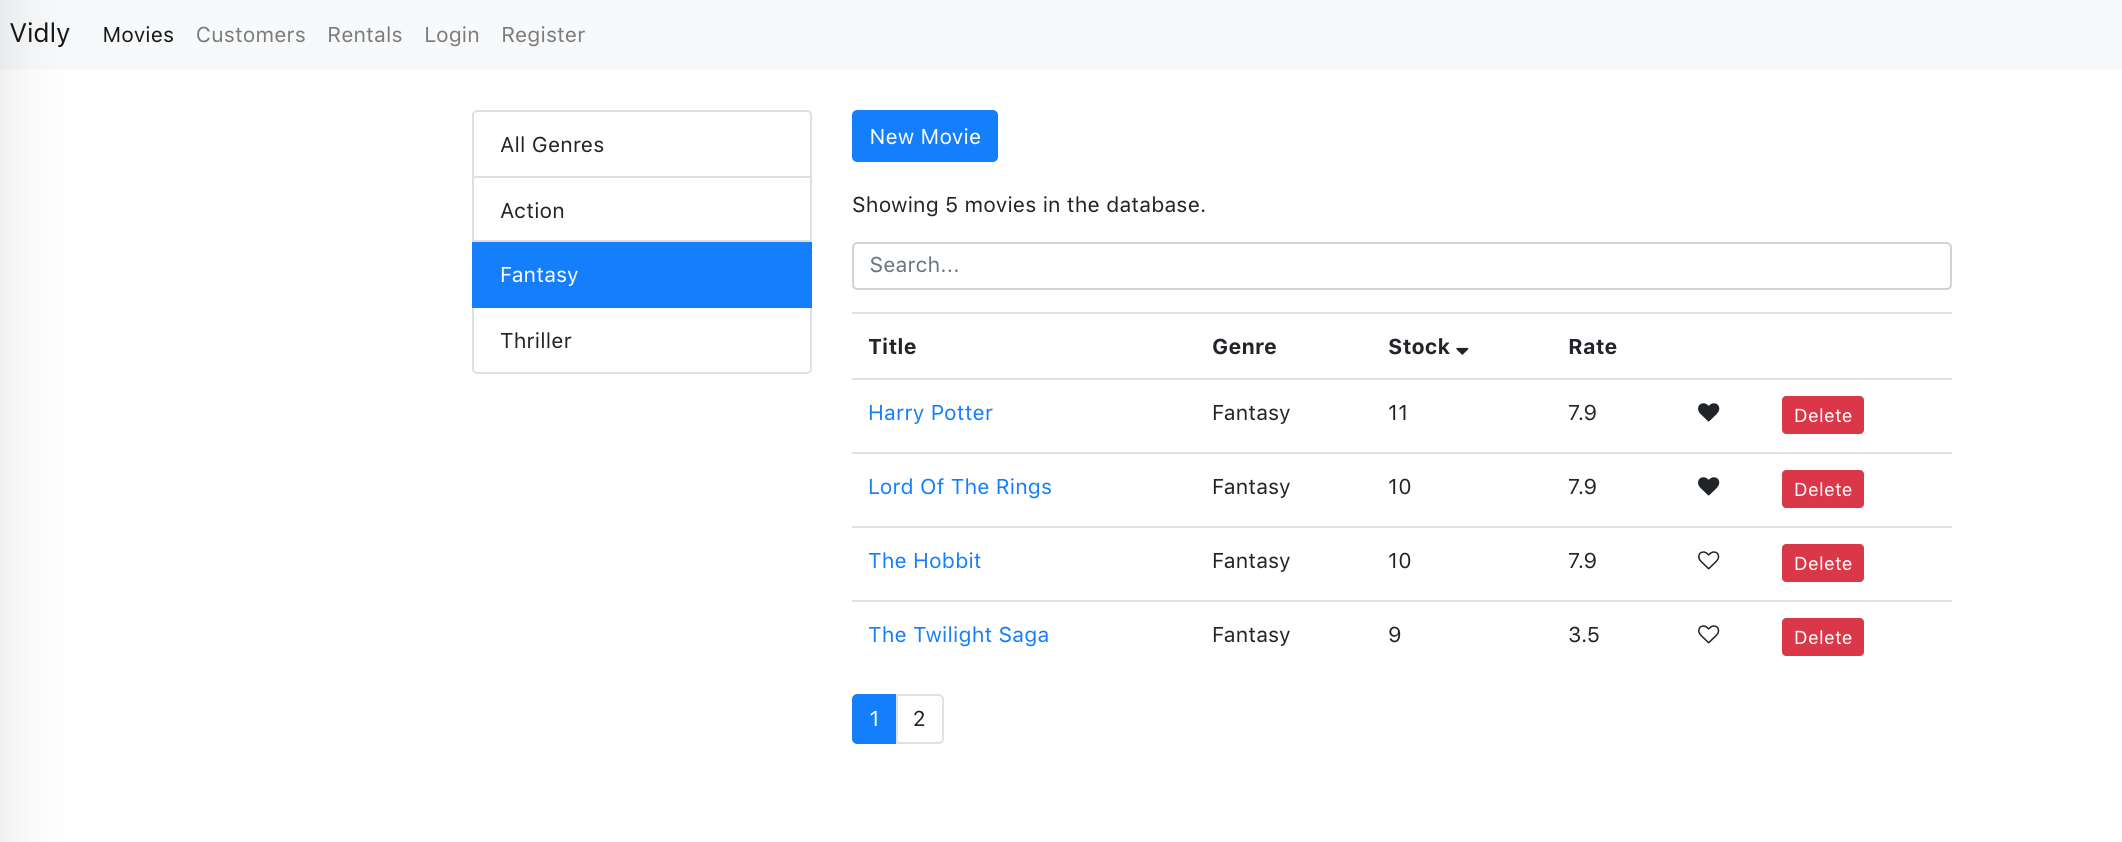 Vidly Movies Customers Rentals Login Register
All Genres
Action
Fantasy
Thriller
New Movie
Showing 5 movies in the database.
Search...
Title Genre Stock Rate
Harry Potter Fantasy 11 7.9 Delete
Lord Of The Rings Fantasy 10 7.9 Delete
The Hobbit Fantasy 10 7.9 Delete
The Twilight Saga Fantasy 9 3.5 Delete
1 2